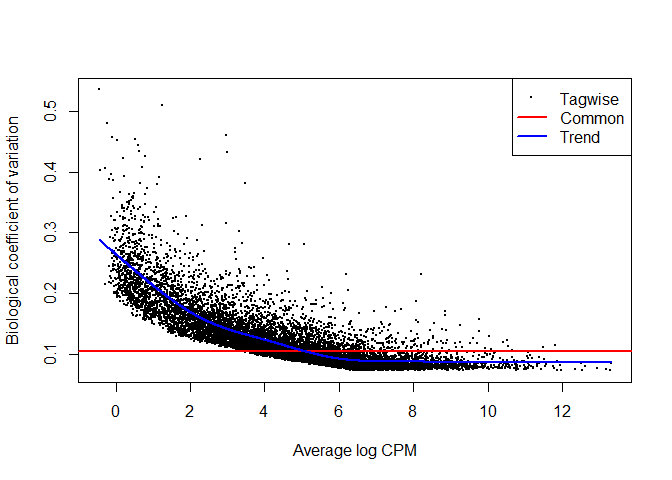 Tagwise
Common
Trend
Biological coefficient of variation
0.5
0.4
0.3
0.2
0.1
0 2 4 6 8 10 12
Average log CPM